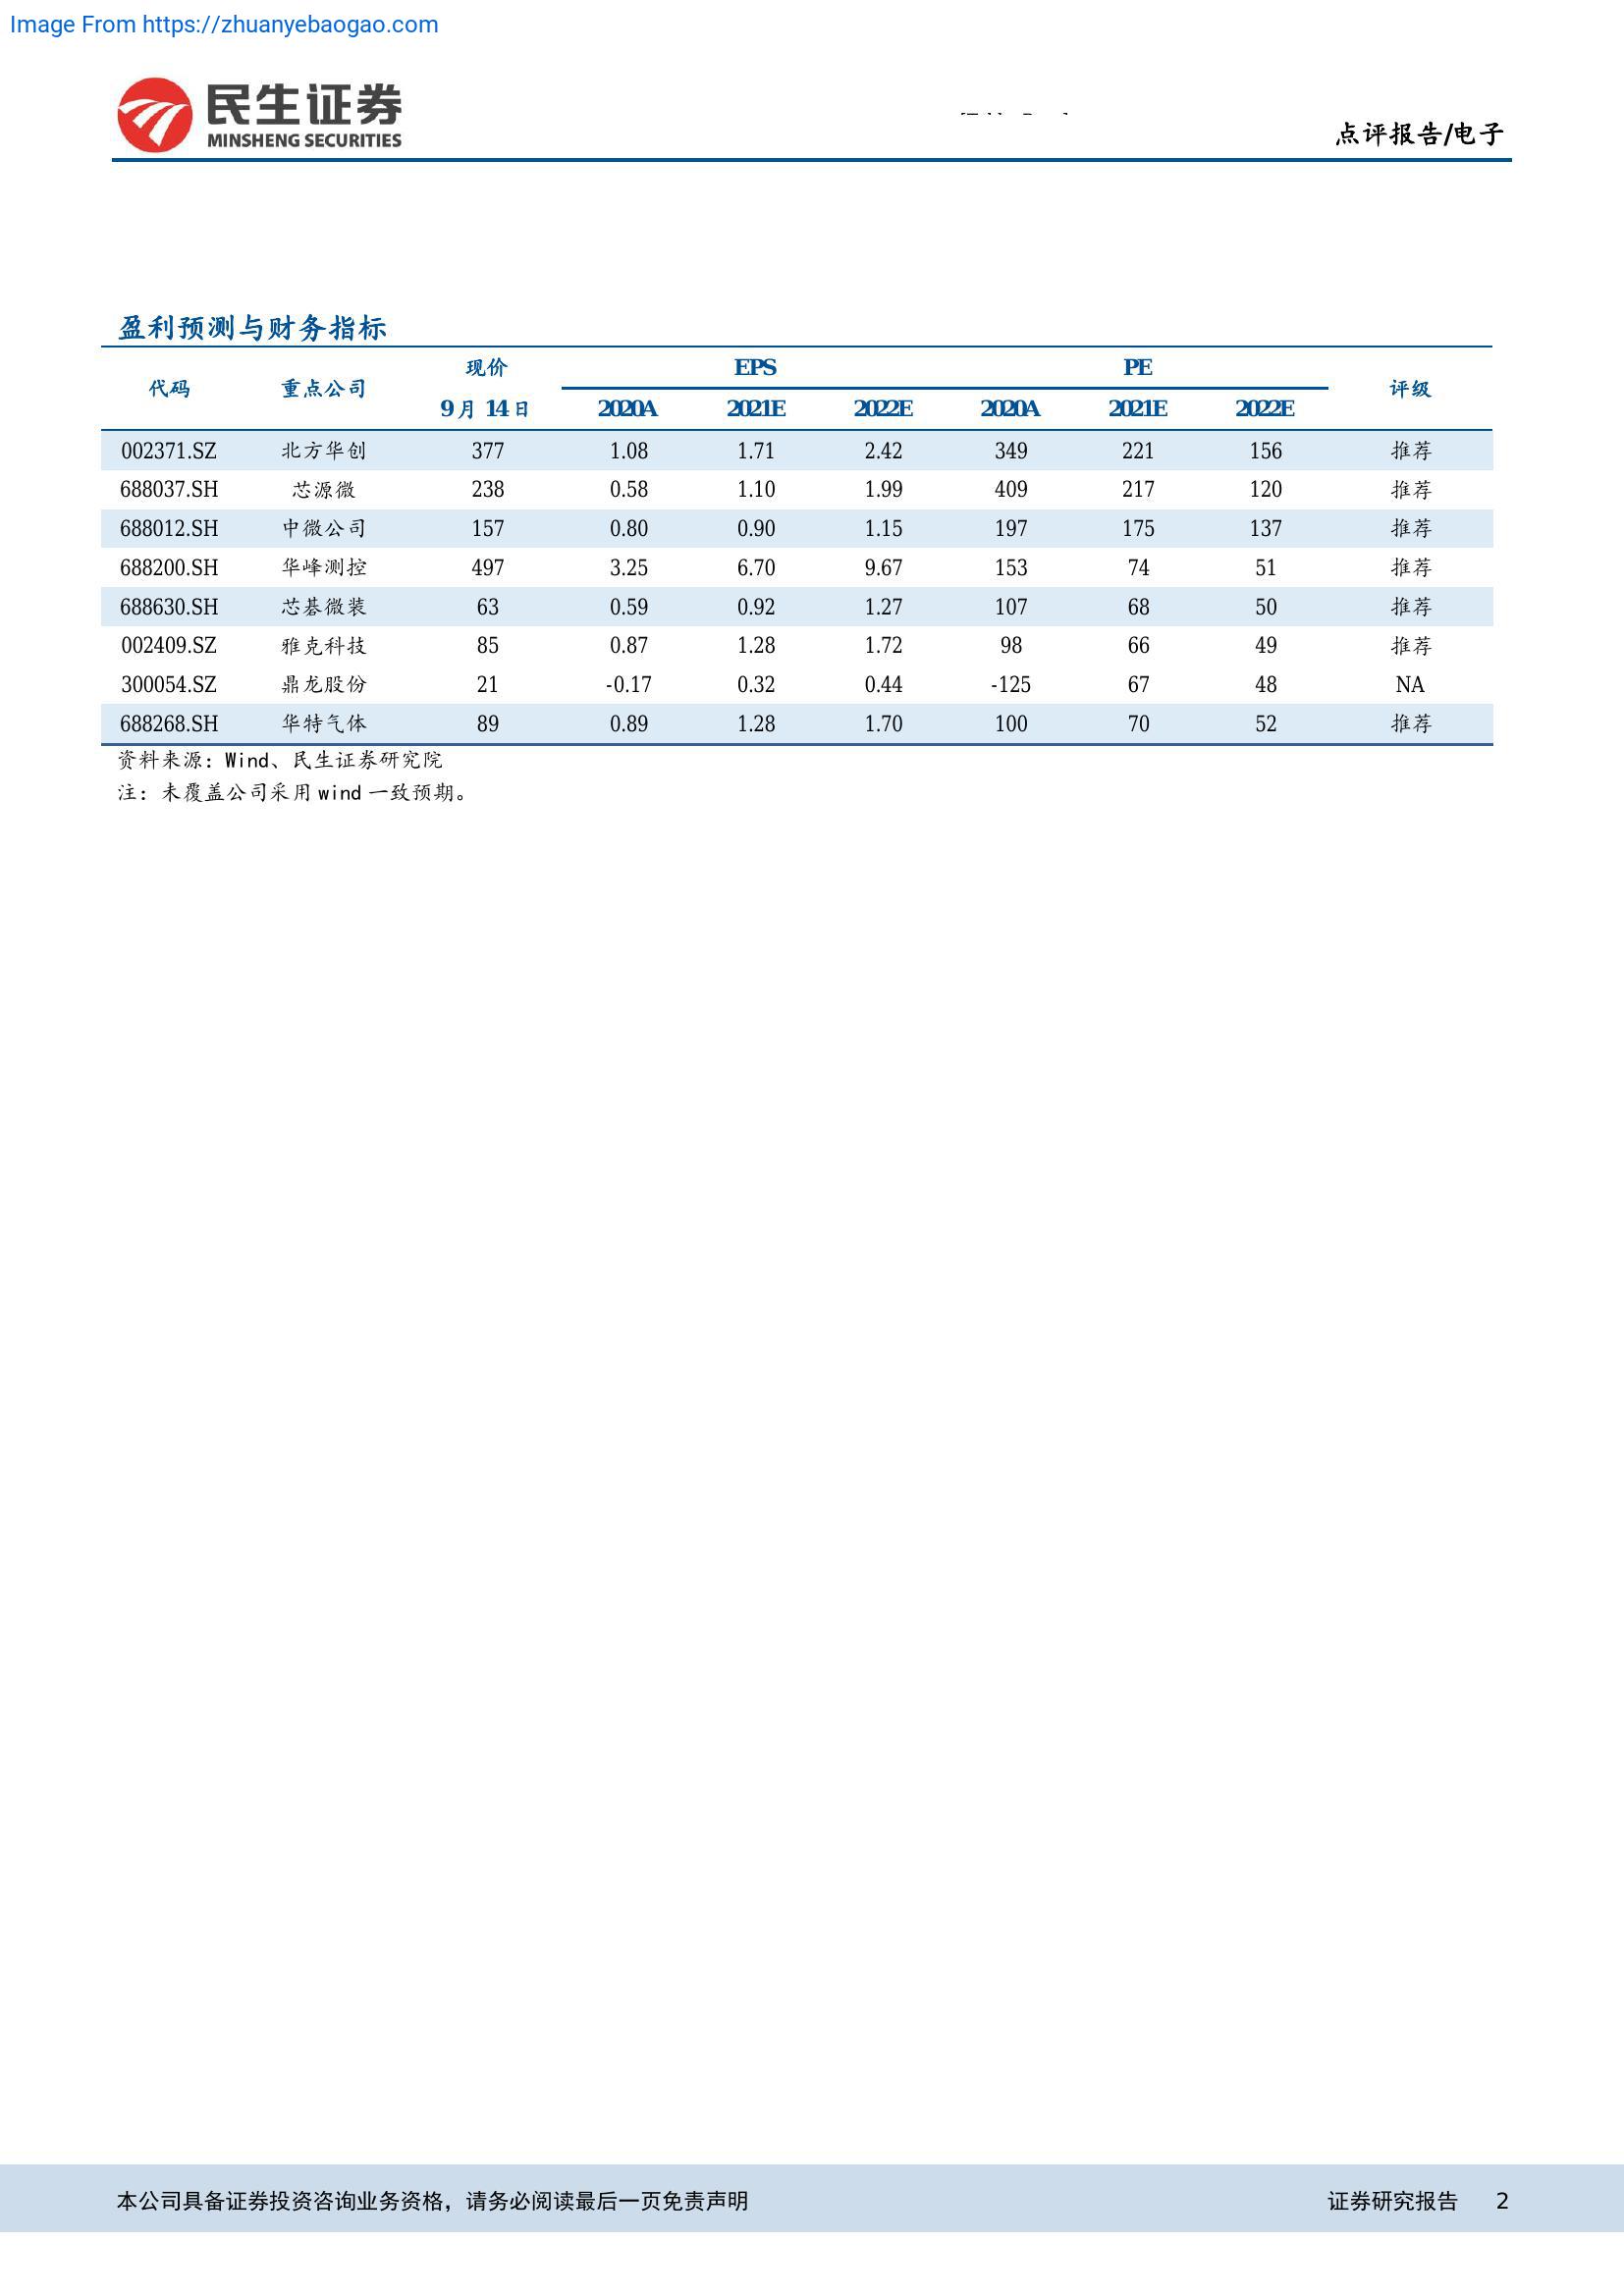 Image From https://zhuanyebaogao.com
民生证券
MINSHENG SECURITIES
点评报告/电子
盈利预测与财务指标
代码 重点公司 现价 EPS PE 评级
9月14日 2020A 2021E 2022E 2020A 2021E 2022E
002371.SZ 北方华创 377 1.08 1.71 2.42 349 221 156 推荐
688037.SH 芯源微 238 0.58 1.10 1.99 409 217 120 推荐
688012.SH 中微公司 157 0.80 0.90 1.15 197 175 137 推荐
688200.SH 华峰测控 497 3.25 6.70 9.67 153 74 51 推荐
688630.SH 芯碁微装 63 0.59 0.92 1.27 107 68 50 推荐
002409.SZ 雅克科技 85 0.87 1.28 1.72 98 66 49 推荐
300054.SZ 鼎龙股份 21 -0.17 0.32 0.44 -125 67 48 NA
688268.SH 华特气体 89 0.89 1.28 1.70 100 70 52 推荐
资料来源：Wind、民生证券研究院
注：未覆盖公司采用 wind 一致预期。
本公司具备证券投资咨询业务资格，请务必阅读最后一页免责声明 证券研究报告 2